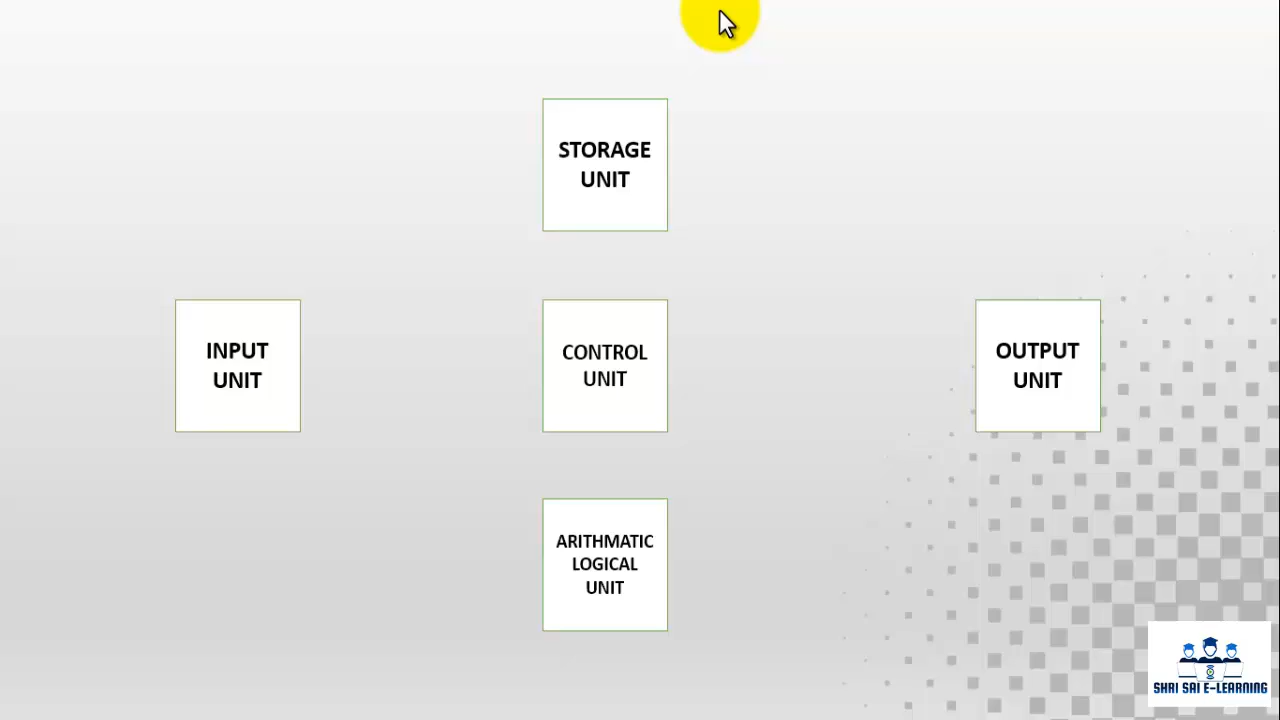 STORAGE
UNIT
INPUT
UNIT
CONTROL
UNIT
OUTPUT
UNIT
ARITHMATIC
LOGICAL
UNIT
SHRI SAI E-LEARNING